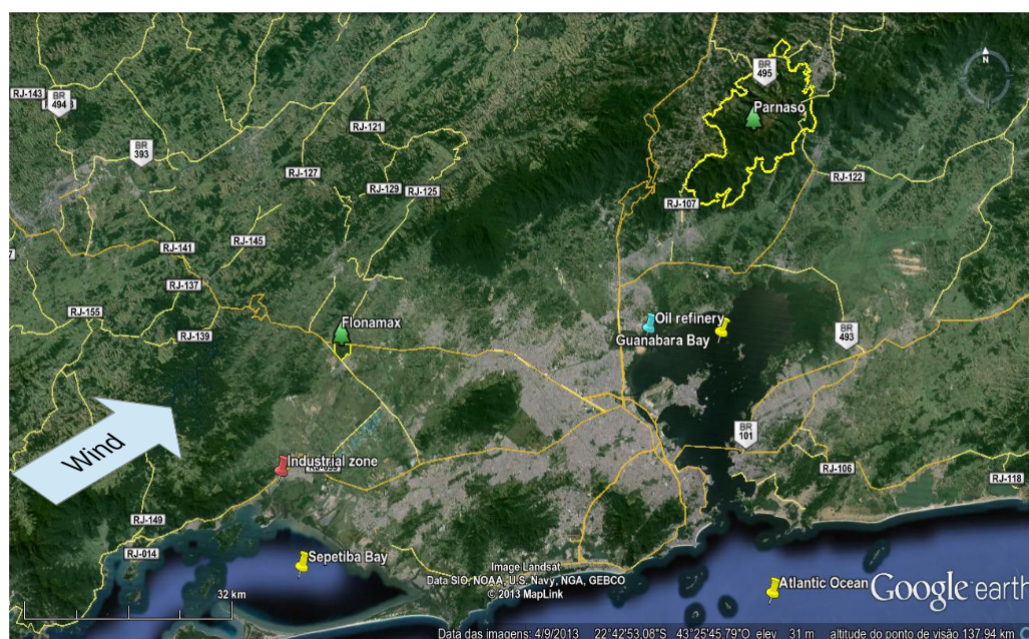 BR
495
N
Parnaso
RJ-143
BR
494
RJ-121
BR
393
RJ-127
RJ-129
RJ-125
RJ-122
RJ-107
RJ-145
RJ-141
RJ-137
RJ-155
RJ-139
Flonamax
Oil refinery
Guanabara Bay
BR
493
Wind
Industrial zone
BR
101
RJ-106
RJ-118
RJ-149
RJ-014
Sepetiba Bay
Image Landsat
Data SIO, NOAA, U.S. Navy, NGA, GEBCO
© 2013 MapLink
32 km
Atlantic Ocean
Google earth
Data das imagens: 4/9/2013 22°42'53.08"S 43°25'45.79"O elev 31 m altitude do ponto de visão 137.94 km